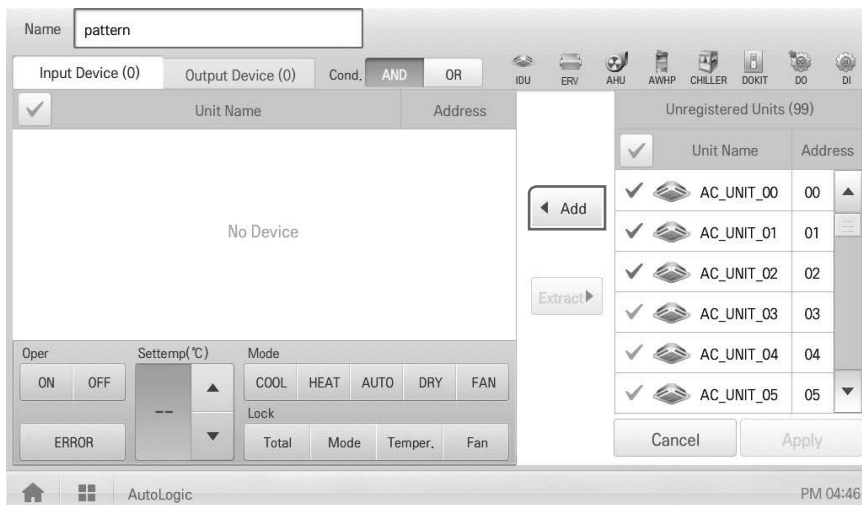 Name pattern
Input Device (0) Output Device (0) Cond. AND OR IDU ERV AHU AWHP CHILLER DOKIT DO DI
Unit Name Address Unregistered Units (99)
Unit Name Address
AC_UNIT_00 00
Add
No Device AC_UNIT_01 01
AC_UNIT_02 02
Extract
AC_UNIT_03 03
Oper Settemp(℃) Mode AC_UNIT_04 04
ON OFF -- COOL HEAT AUTO DRY FAN AC_UNIT_05 05
Lock
ERROR Total Mode Temper. Fan Cancel Apply
AutoLogic PM 04:46